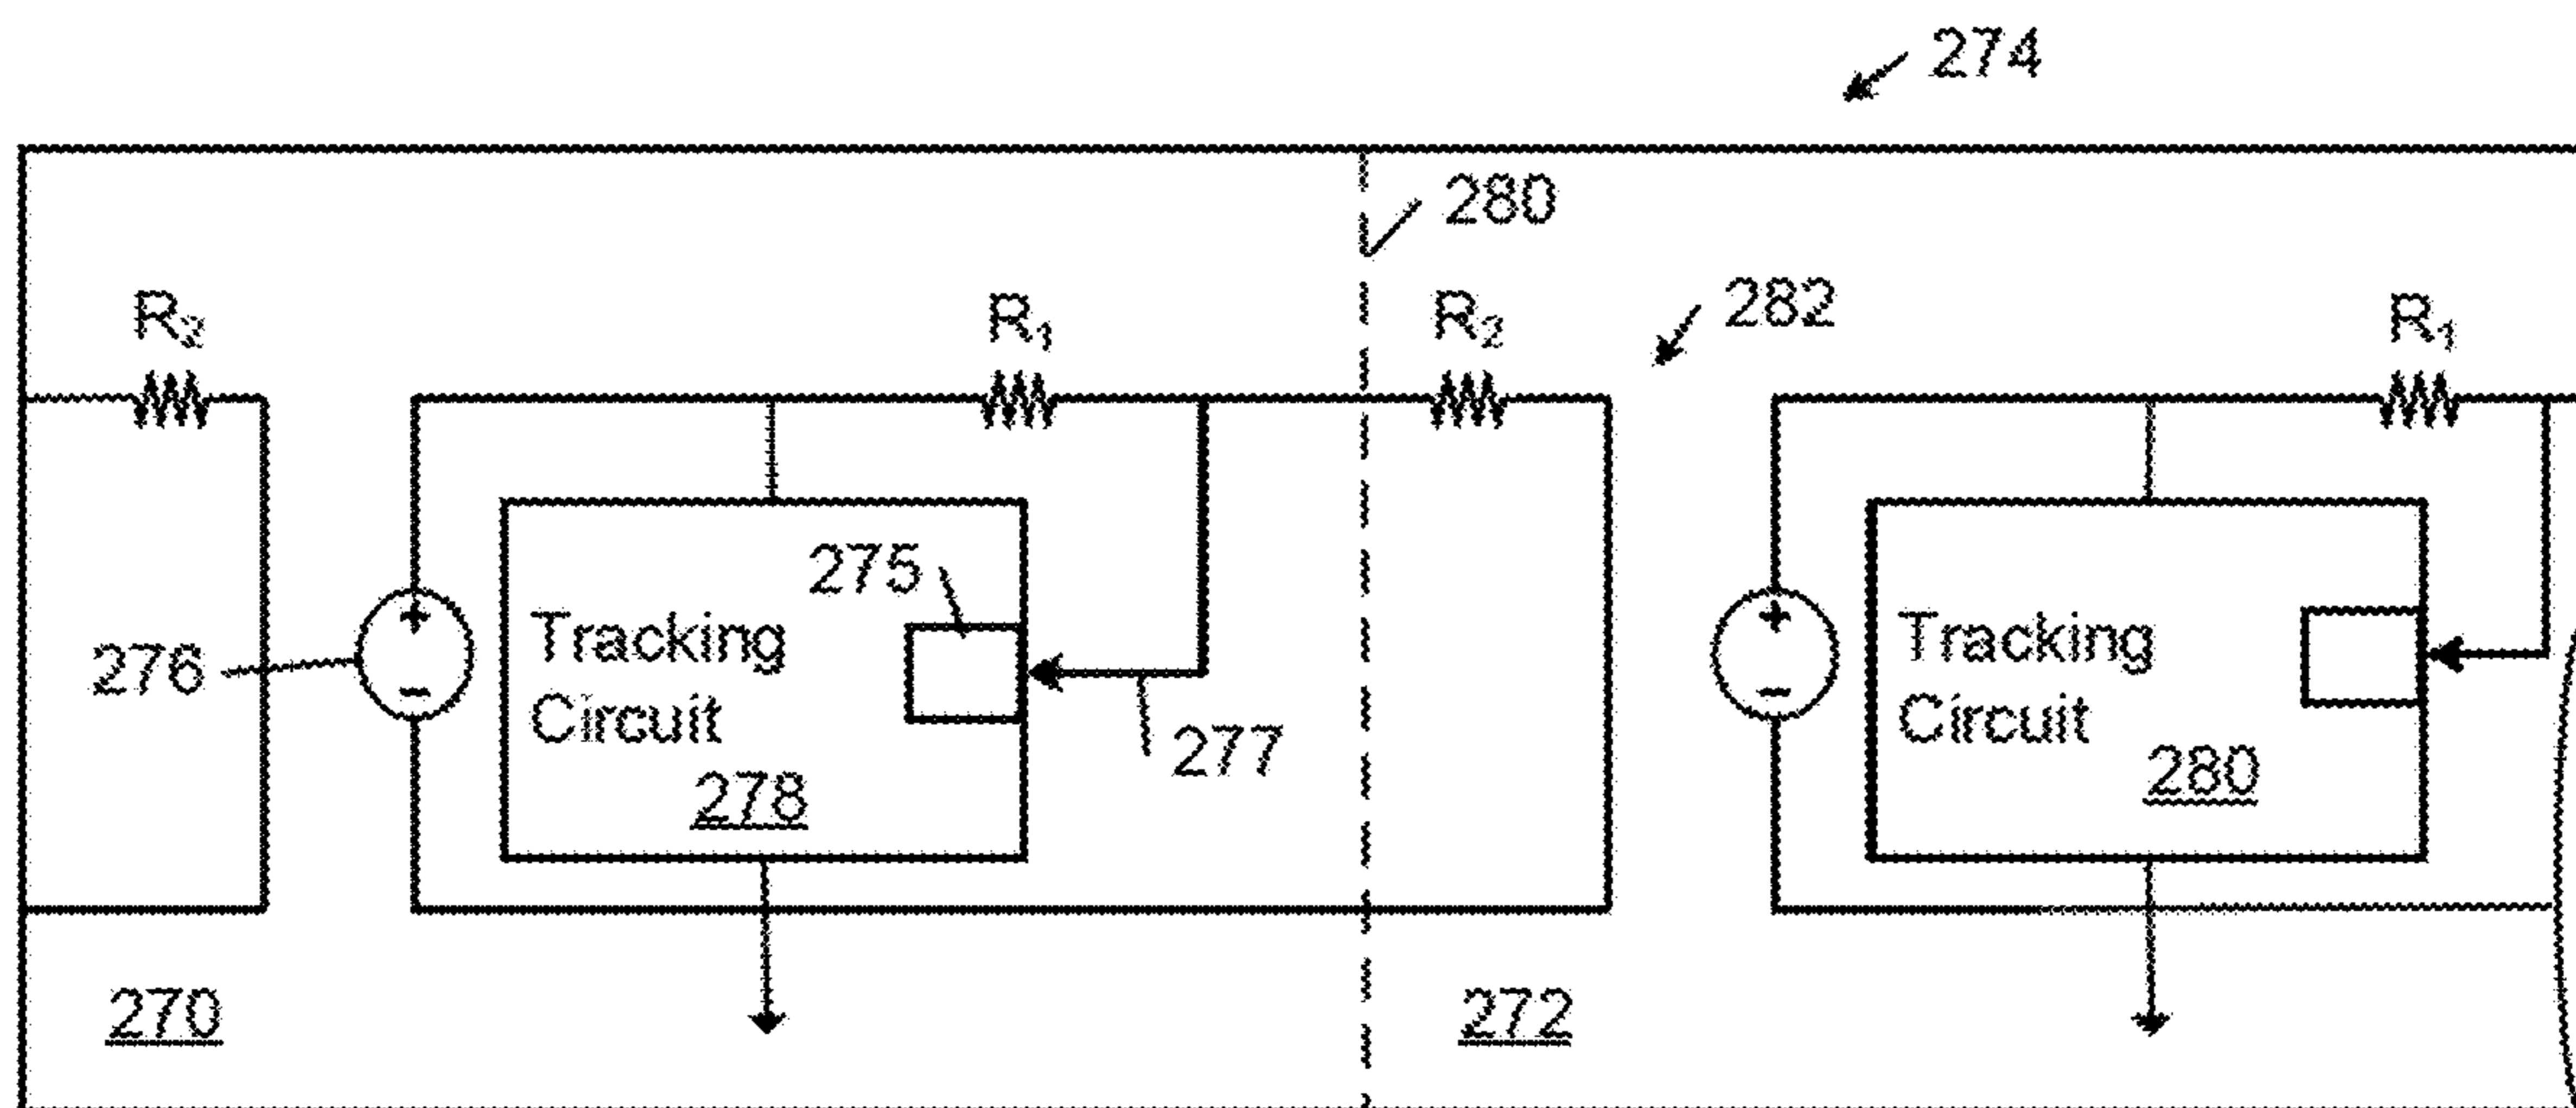 274
280
282
R₂
R₁
R₂
R₁
275
Tracking
Circuit
278
276
277
Tracking
Circuit
280
+
−
+
−
270
272